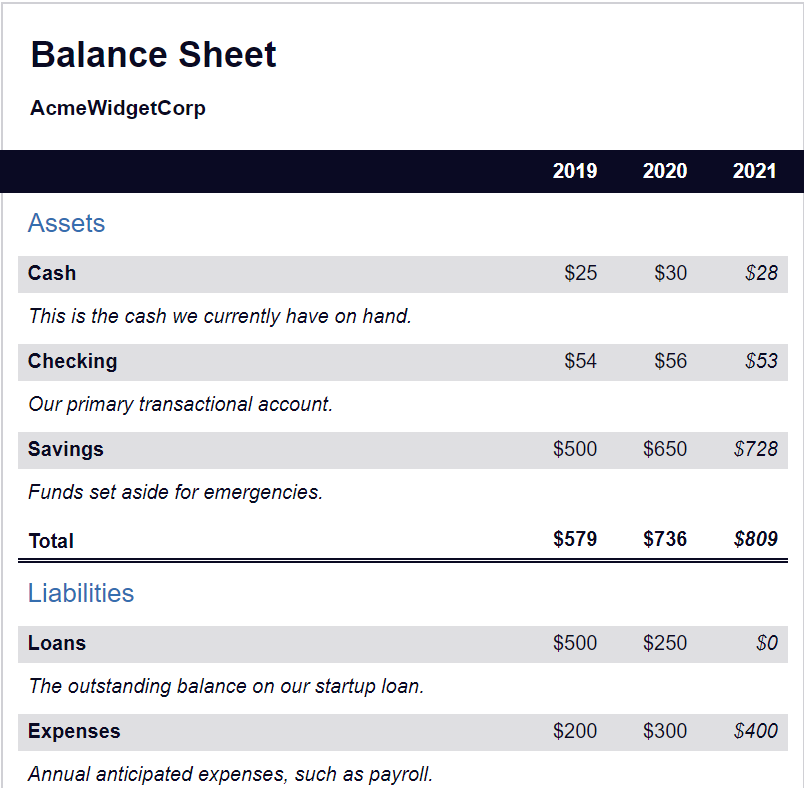 Balance Sheet
AcmeWidgetCorp
2019 2020 2021
Assets
Cash $25 $30 $28
This is the cash we currently have on hand.
Checking $54 $56 $53
Our primary transactional account.
Savings $500 $650 $728
Funds set aside for emergencies.
Total $579 $736 $809
Liabilities
Loans $500 $250 $0
The outstanding balance on our startup loan.
Expenses $200 $300 $400
Annual anticipated expenses, such as payroll.